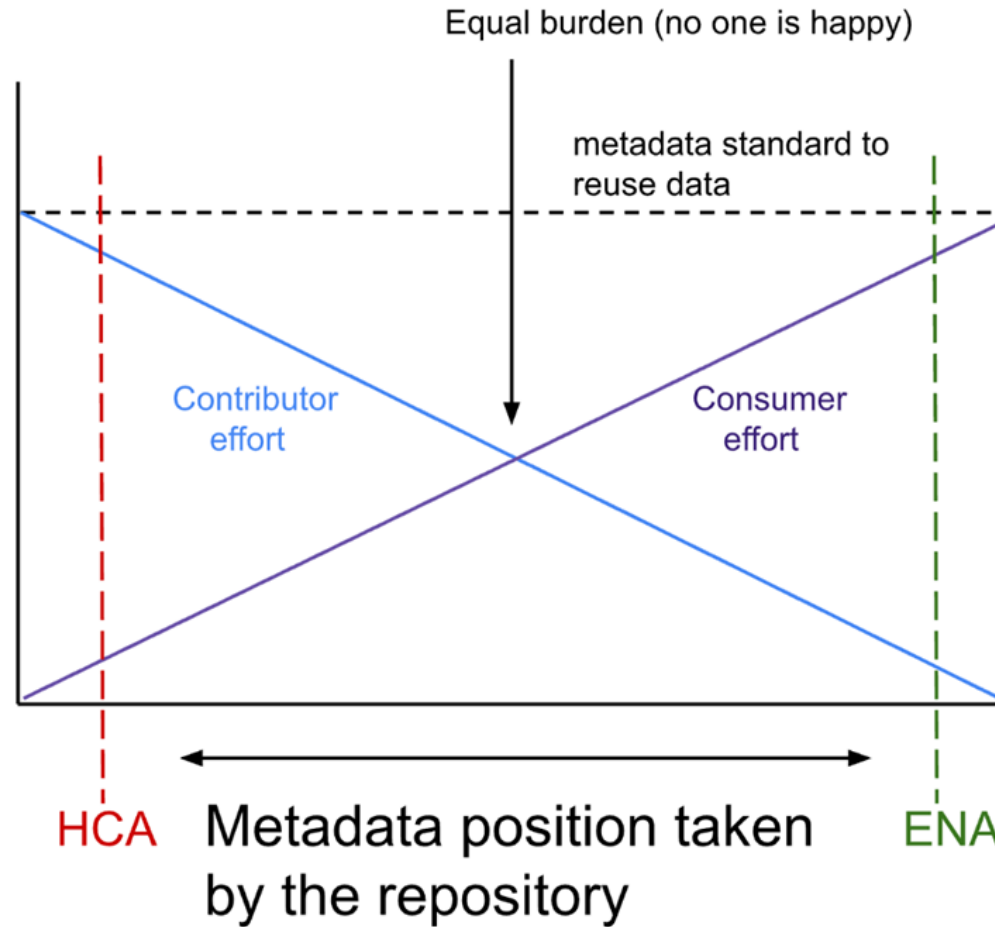 Equal burden (no one is happy)
metadata standard to
reuse data
Contributor
effort
Consumer
effort
HCA
Metadata position taken
by the repository
ENA